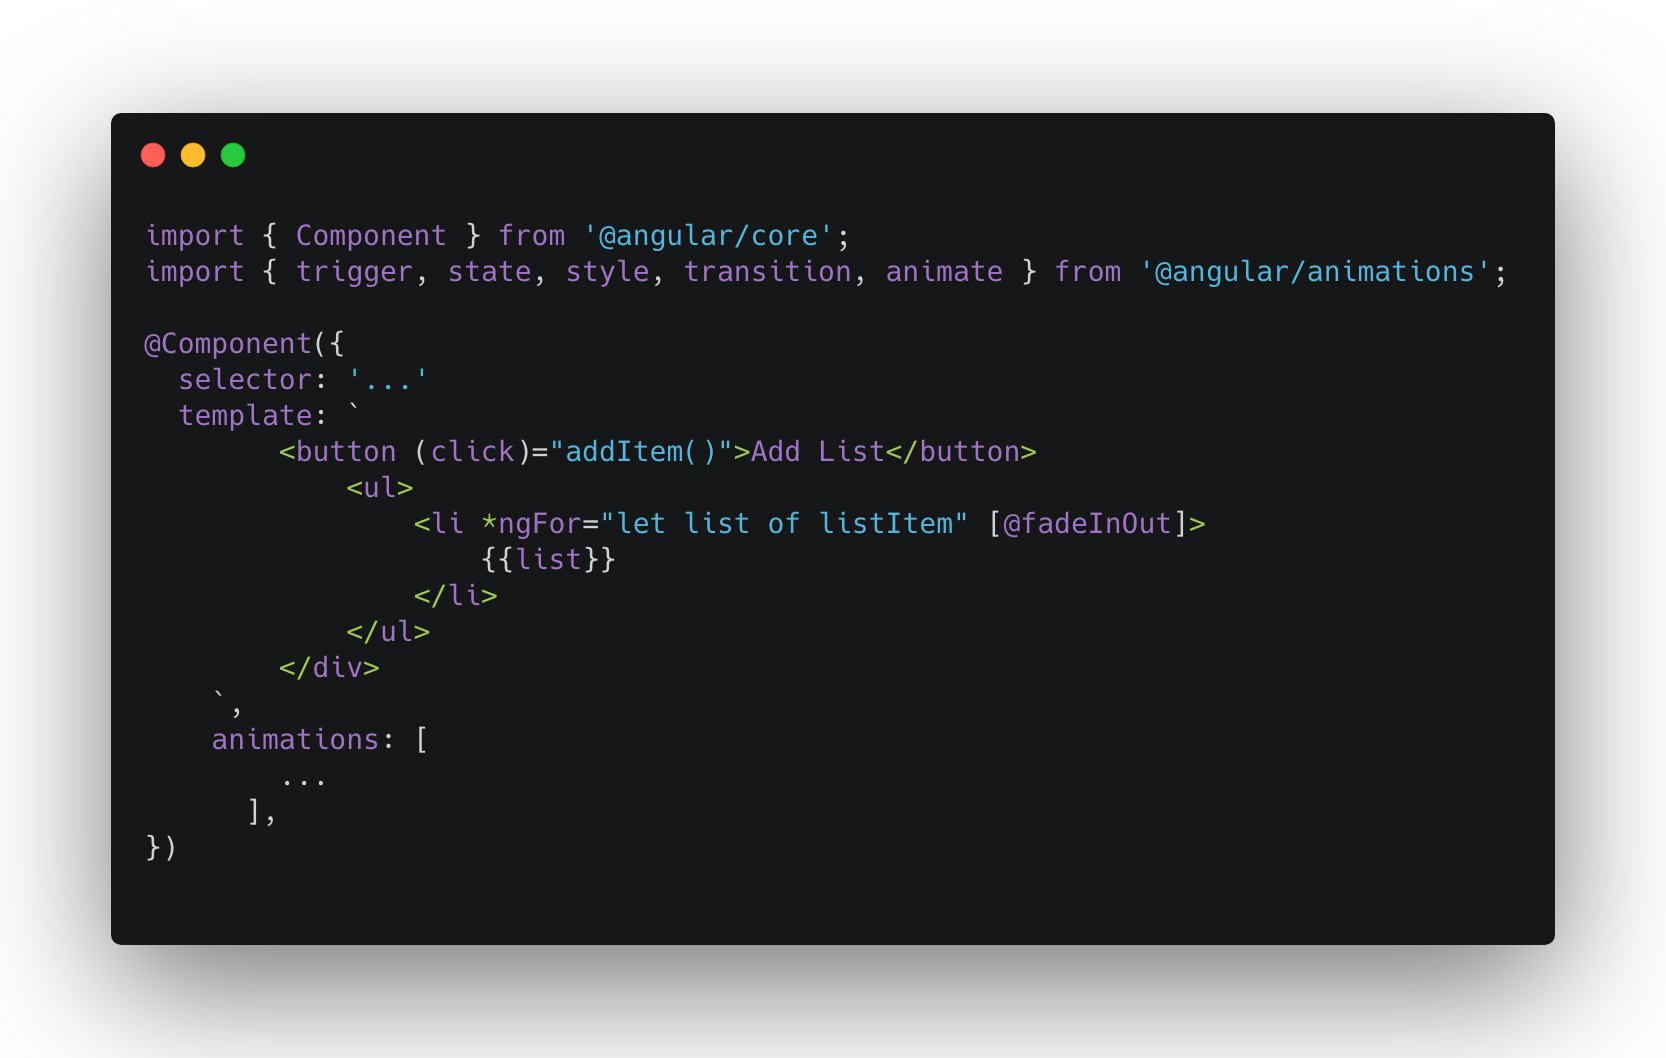 import { Component } from '@angular/core';
import { trigger, state, style, transition, animate } from '@angular/animations';

@Component({
  selector: '...'
  template: `
        <button (click)="addItem()">Add List</button>
            <ul>
                <li *ngFor="let list of listItem" [@fadeInOut]>
                    {{list}}
                </li>
            </ul>
        </div>
    `,
    animations: [
        ...
      ],
})